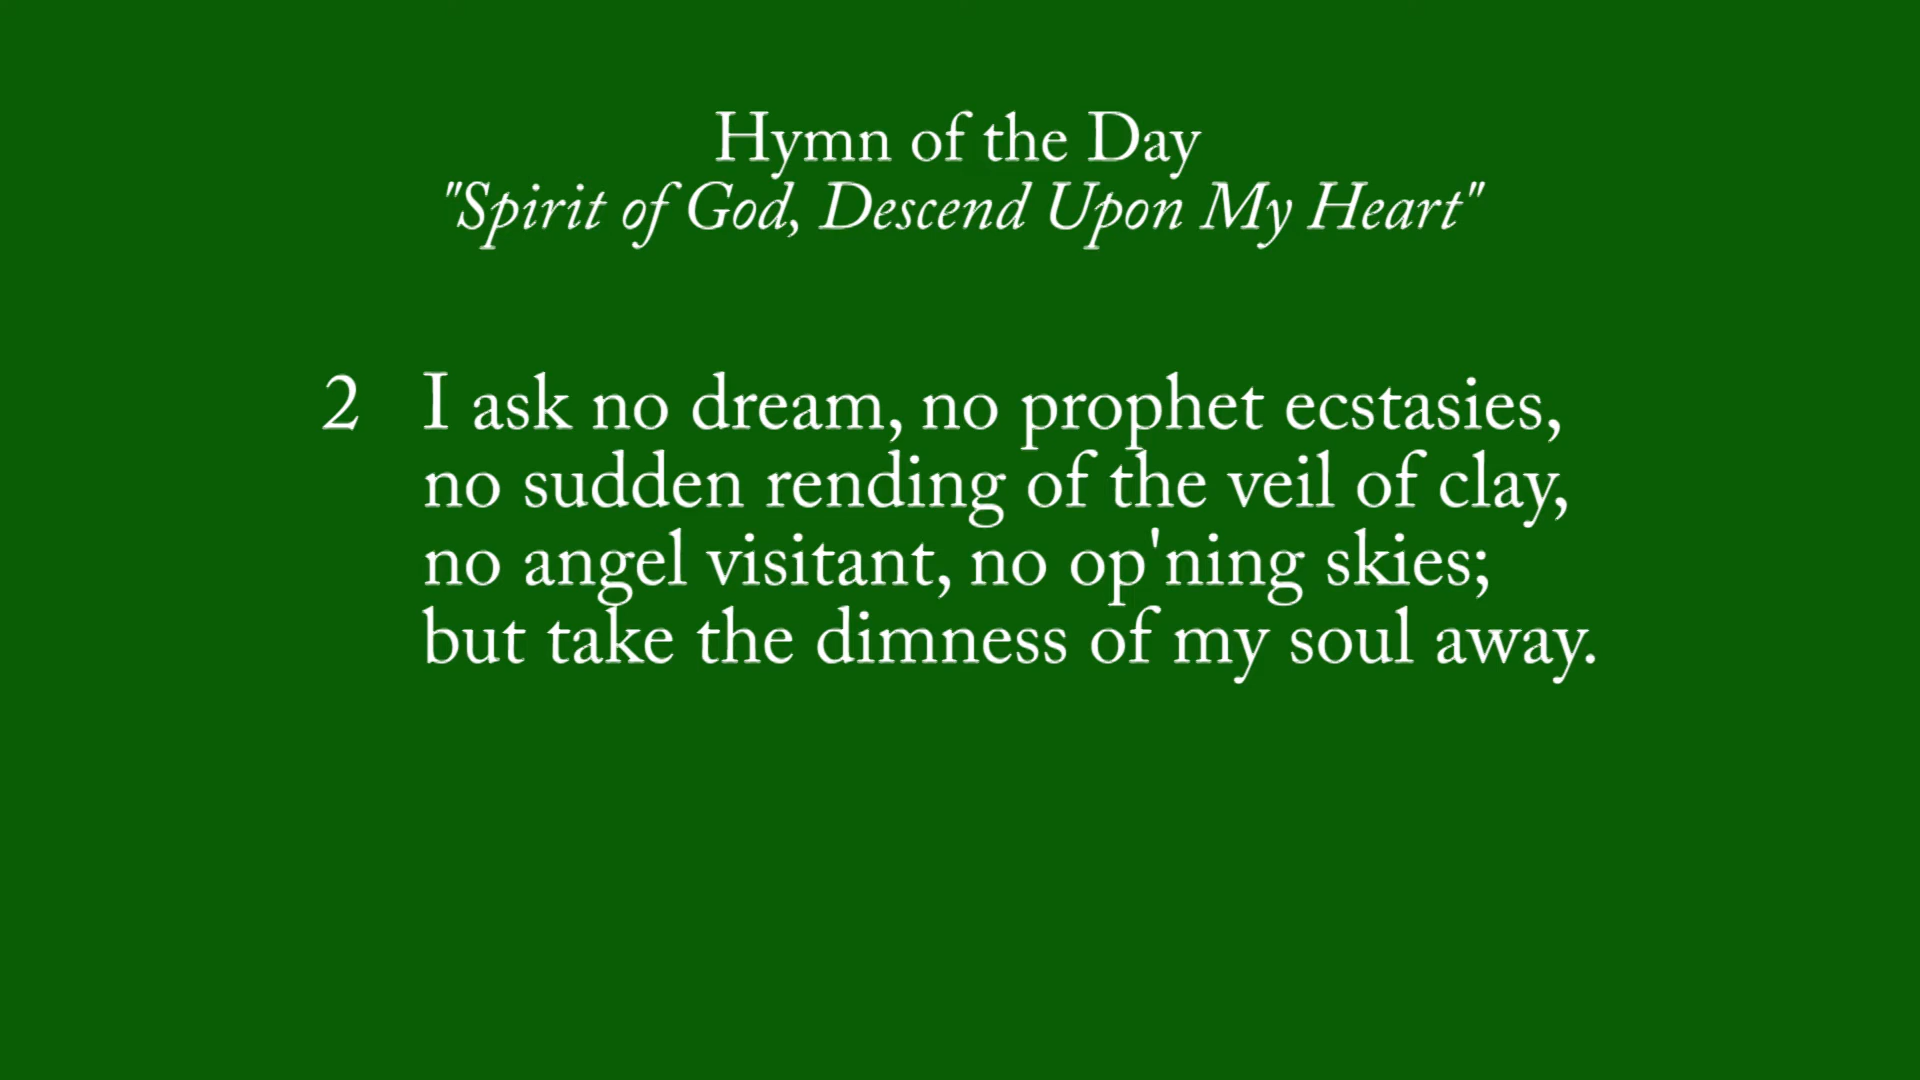 Hymn of the Day
"Spirit of God, Descend Upon My Heart"
2 I ask no dream, no prophet ecstasies,
no sudden rending of the veil of clay,
no angel visitant, no op'ning skies;
but take the dimness of my soul away.